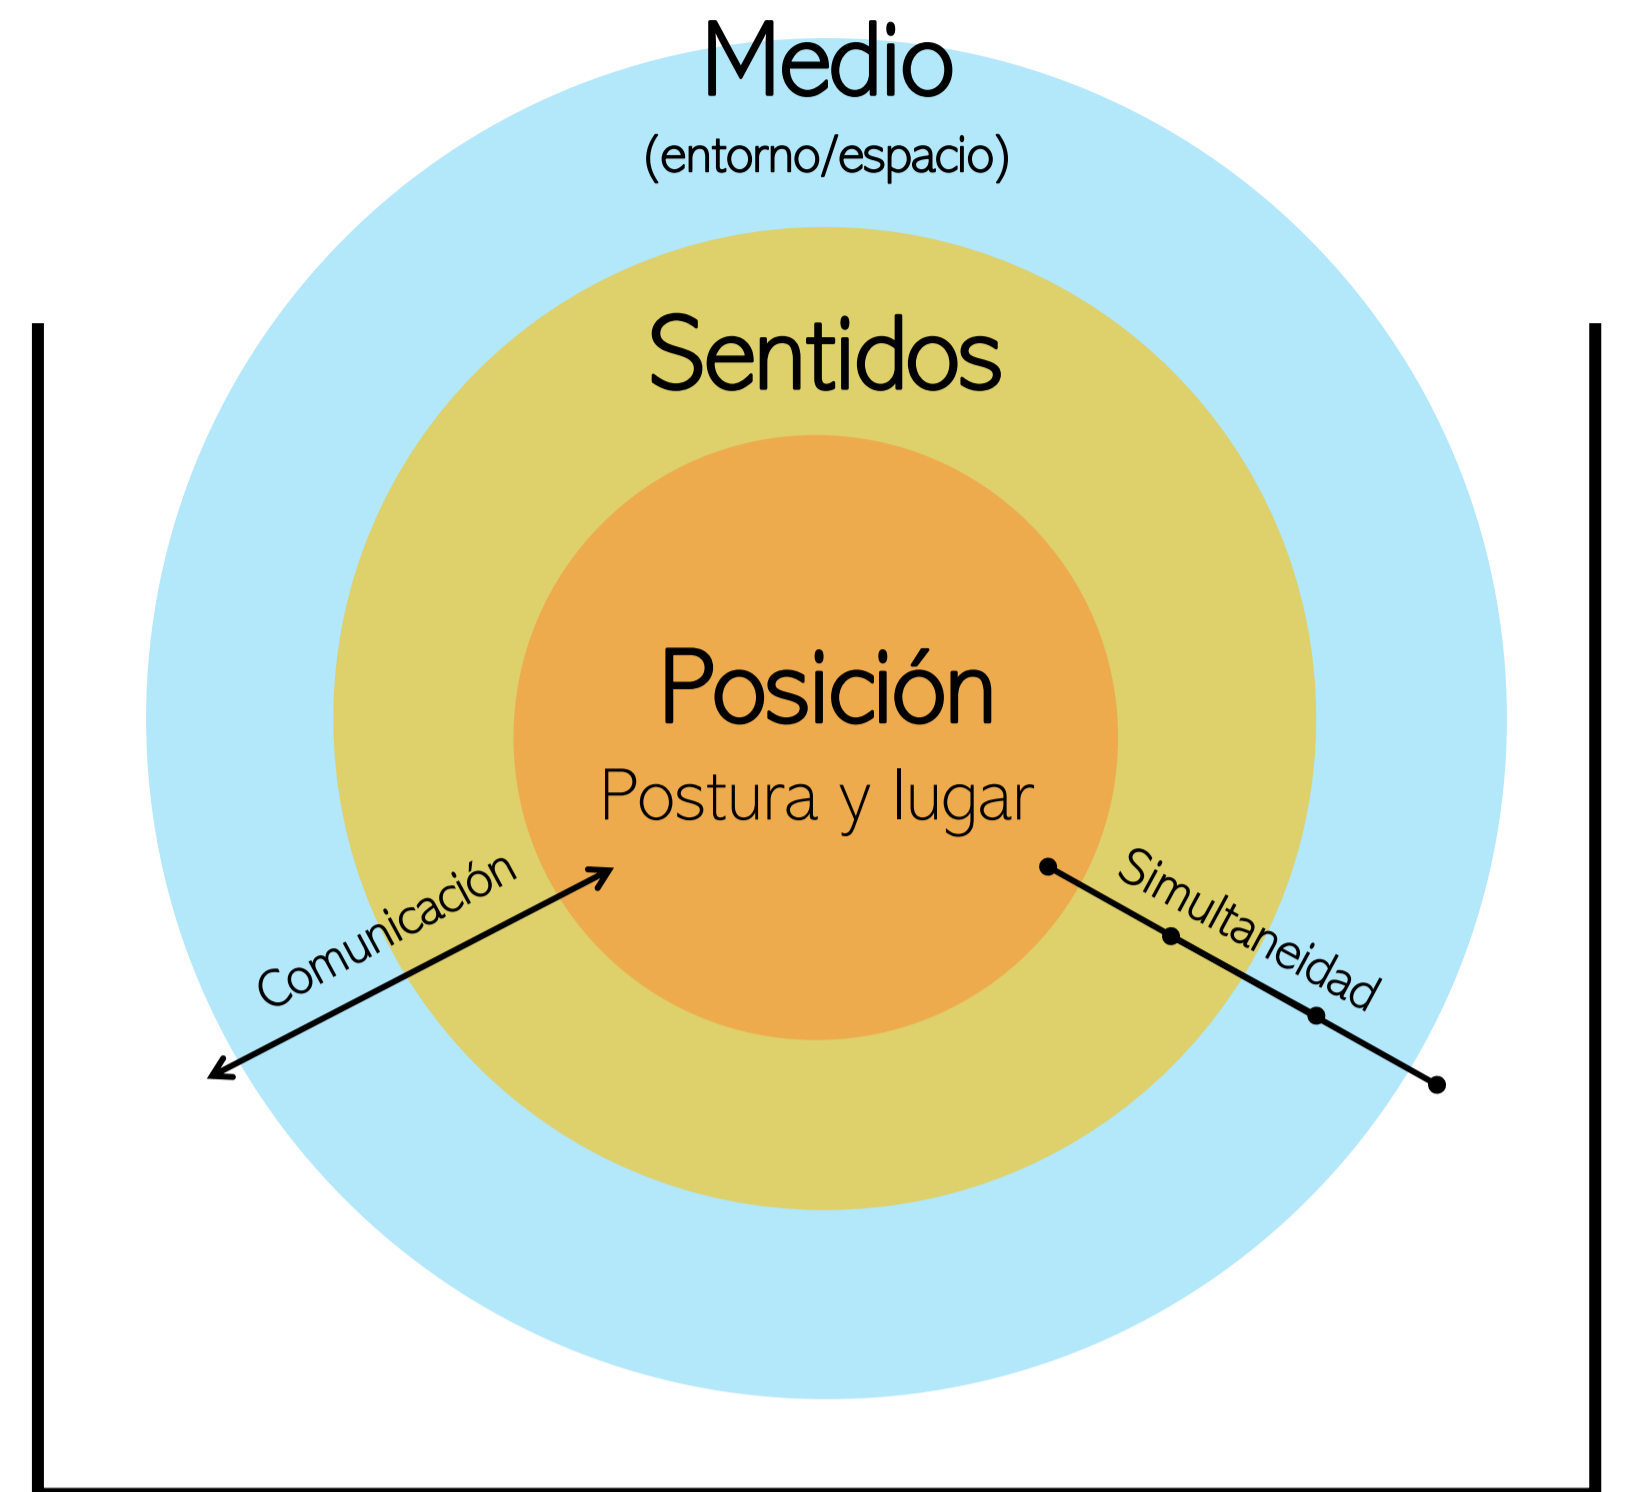 Medio
(entorno/espacio)
Sentidos
Posición
Postura y lugar
Comunicación
Simultaneidad